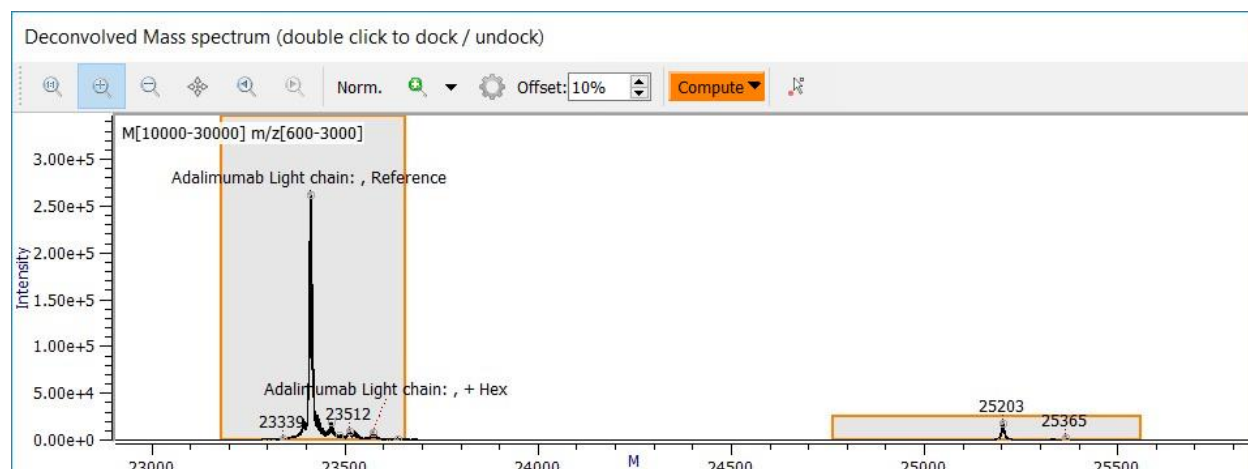 Deconvolved Mass spectrum (double click to dock / undock)
Norm. Offset: 10% Compute
M[10000-30000] m/z[600-3000]
3.00e+5
Adalimumab Light chain: , Reference
2.50e+5
2.00e+5
Intensity
1.50e+5
1.00e+5
5.00e+4
Adalimumab Light chain: , + Hex
23339 23512 25203 25365
0.00e+0
23000 23500 24000 24500 25000 25500
M